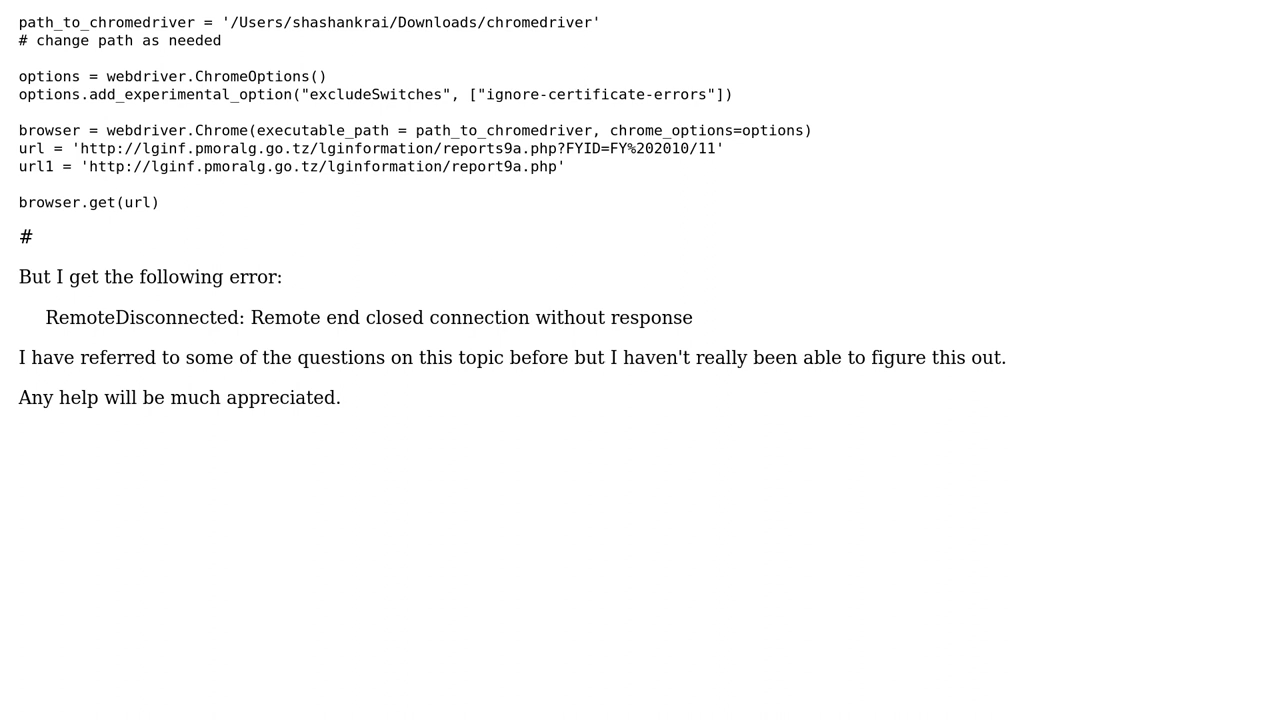 path_to_chromedriver = '/Users/shashankrai/Downloads/chromedriver'
# change path as needed
options = webdriver.ChromeOptions()
options.add_experimental_option("excludeSwitches", ["ignore-certificate-errors"])
browser = webdriver.Chrome(executable_path = path_to_chromedriver, chrome_options=options)
url = 'http://lginf.pmoralg.go.tz/lginformation/reports9a.php?FYID=FY%202010/11'
url1 = 'http://lginf.pmoralg.go.tz/lginformation/report9a.php'
browser.get(url)
#
But I get the following error:
RemoteDisconnected: Remote end closed connection without response
I have referred to some of the questions on this topic before but I haven't really been able to figure this out.
Any help will be much appreciated.